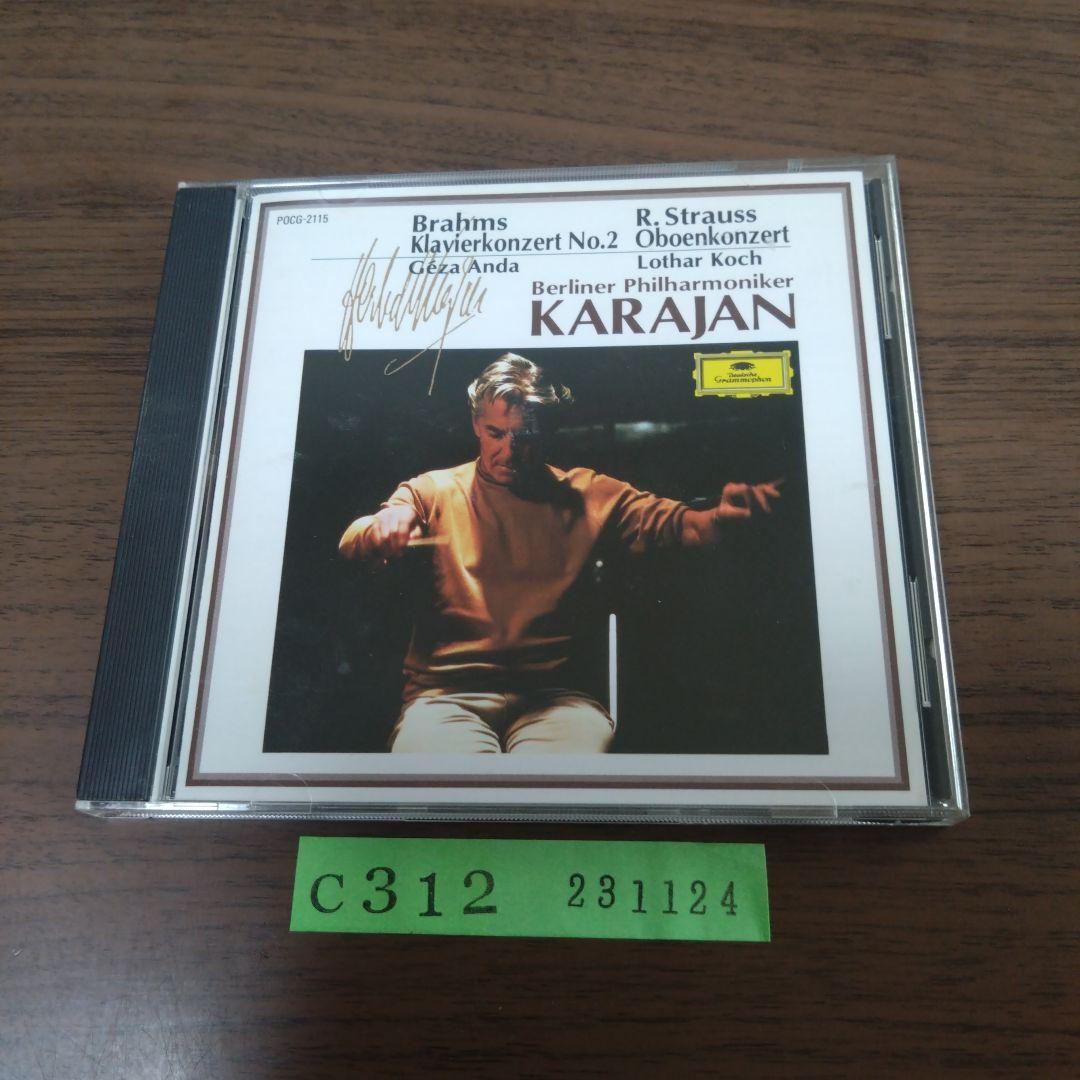 POCG-2115
Brahms
Klavierkonzert No.2
Géza Anda
R. Strauss
Oboenkonzert
Lothar Koch
Berliner Philharmoniker
KARAJAN
Deutsche
Grammophon
C312 231124